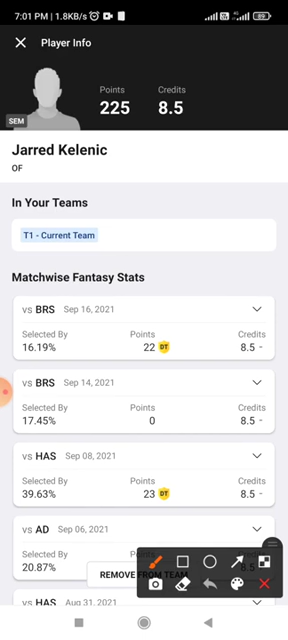 7:01 PM | 1.8KB/s
89
Player Info
Points Credits
225 8.5
SEM
Jarred Kelenic
OF
In Your Teams
T1 - Current Team
Matchwise Fantasy Stats
vs BRS Sep 16, 2021
Selected By Points Credits
16.19% 22 DT 8.5 -
vs BRS Sep 14, 2021
Selected By Points Credits
17.45% 0 8.5 -
vs HAS Sep 08, 2021
Selected By Points Credits
39.63% 23 DT 8.5 -
vs AD Sep 06, 2021
Selected By
20.87%
REMOVE FROM TEAM
vs HAS Aug 31, 2021